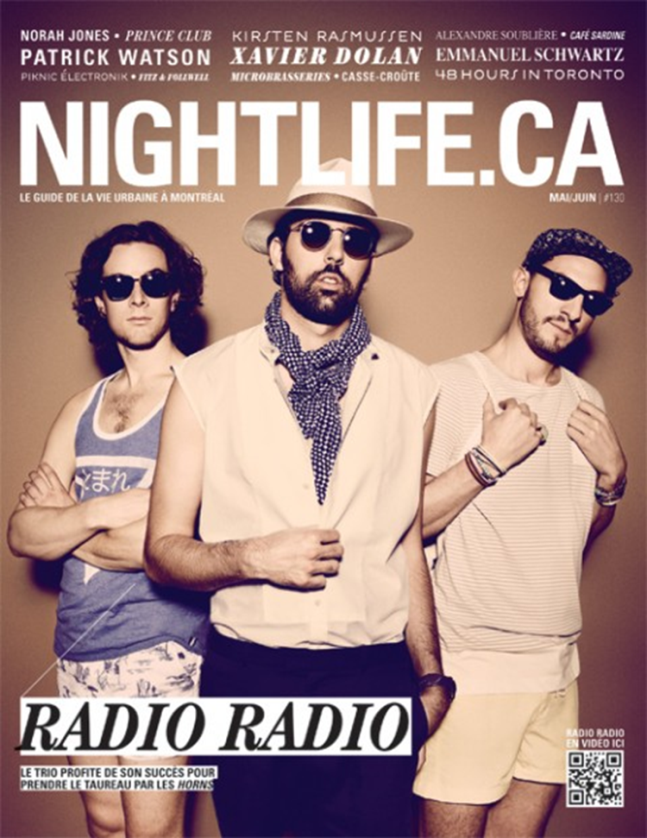 NORAH JONES • PRINCE CLUB
PATRICK WATSON
PIKNIC ÉLECTRONIK • FITZ & FOLLWELL
KIRSTEN RASMUSSEN
XAVIER DOLAN
MICROBRASSERIES • CASSE-CROÛTE
ALEXANDRE SOUBLIÈRE • CAFÉ SARDINE
EMMANUEL SCHWARTZ
48 HOURS IN TORONTO
NIGHTLIFE.CA
LE GUIDE DE LA VIE URBAINE À MONTRÉAL
MAI/JUIN | #130
まれ
RADIO RADIO
LE TRIO PROFITE DE SON SUCCÈS POUR
PRENDRE LE TAUREAU PAR LES HORNS
RADIO RADIO
EN VIDEO ICI